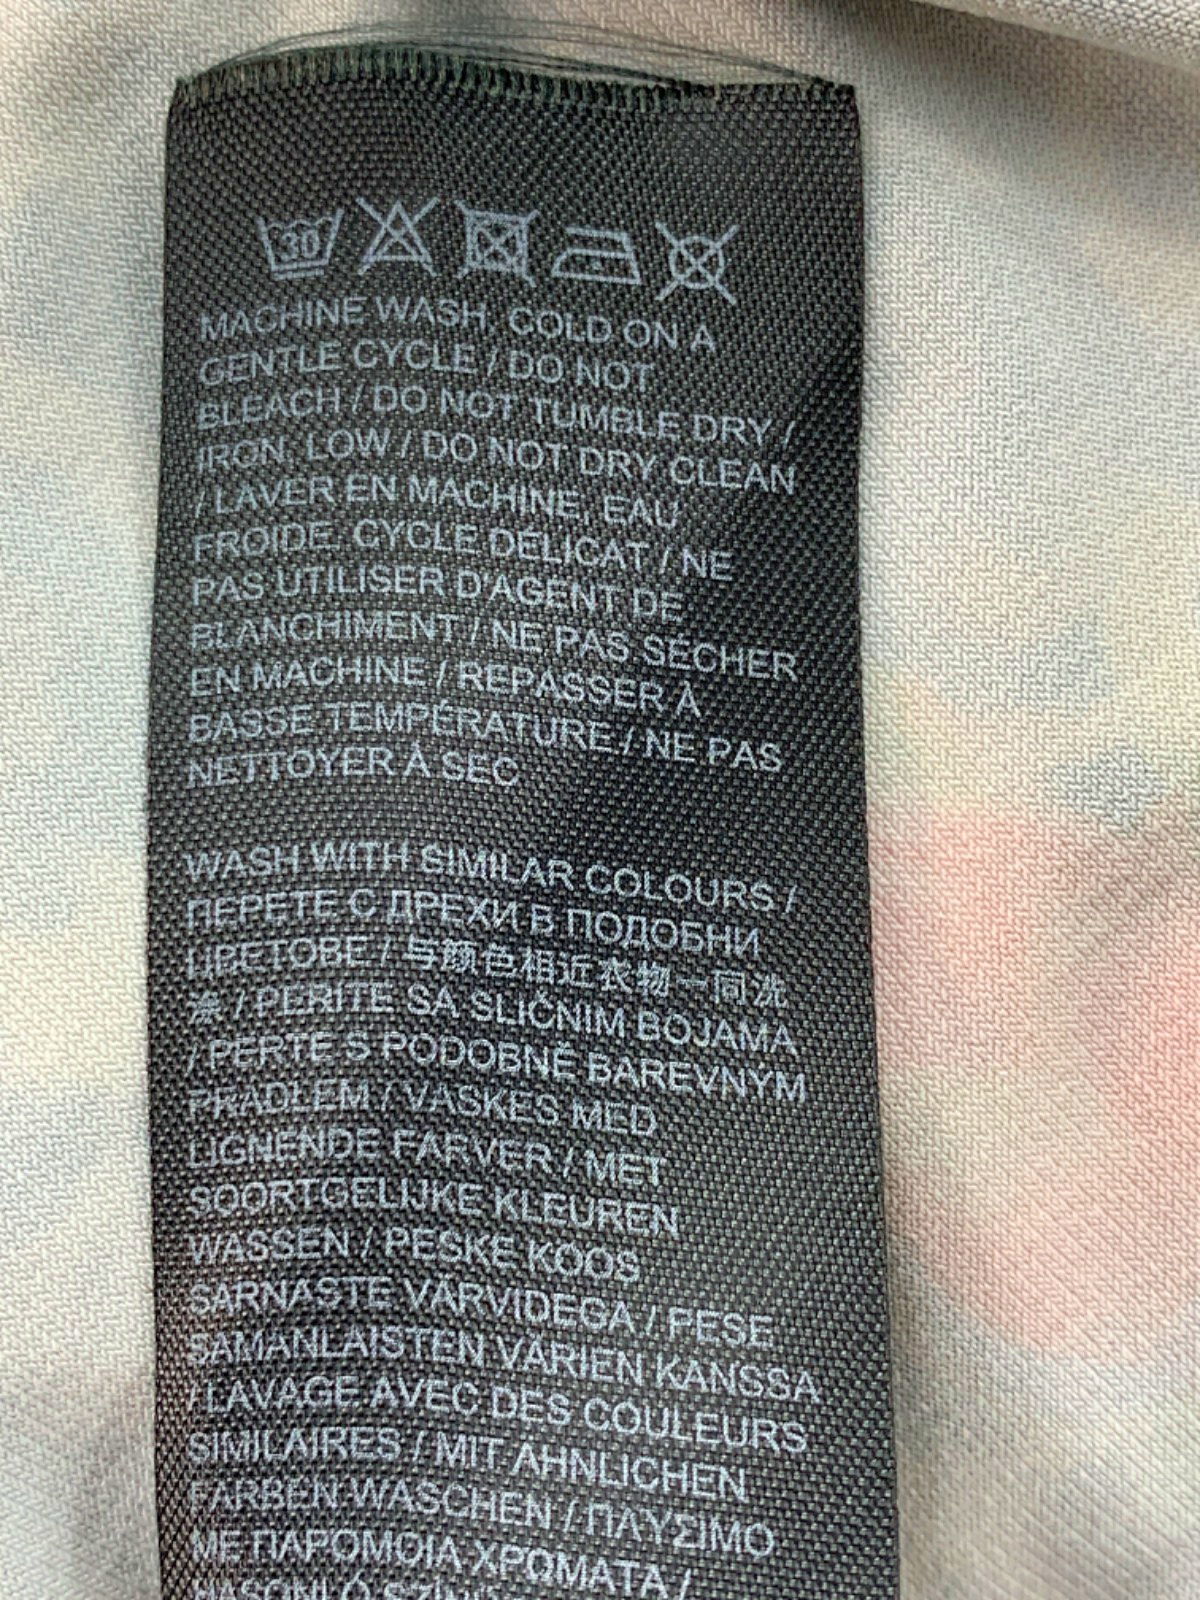 30
MACHINE WASH, COLD ON A
GENTLE CYCLE / DO NOT
BLEACH / DO NOT TUMBLE DRY /
IRON, LOW / DO NOT DRY CLEAN
/ LAVER EN MACHINE, EAU
FROIDE, CYCLE DÉLICAT / NE
PAS UTILISER D'AGENT DE
BLANCHIMENT / NE PAS SÉCHER
EN MACHINE / REPASSER À
BASSE TEMPÉRATURE / NE PAS
NETTOYER À SEC
WASH WITH SIMILAR COLOURS /
ПЕРЕТЕ С ДРЕХИ В ПОДОБНИ
ЦВЕТОВЕ / 与颜色相近衣物一同洗
涤 / PERITE SA SLIČNIM BOJAMA
/ PERTE S PODOBNĚ BAREVNÝM
PRÁDLEM / VASKES MED
LIGNENDE FARVER / MET
SOORTGELIJKE KLEUREN
WASSEN / PESKE KOOS
SARNASTE VÄRVIDEGA / PESE
SAMANLAISTEN VÄRIEN KANSSA
/ LAVAGE AVEC DES COULEURS
SIMILAIRES / MIT ÄHNLICHEN
FARBEN WASCHEN / ΠΛΥΣΙΜΟ
ΜΕ ΠΑΡΟΜΟΙΑ ΧΡΩΜΑΤΑ /
HASONLÓ